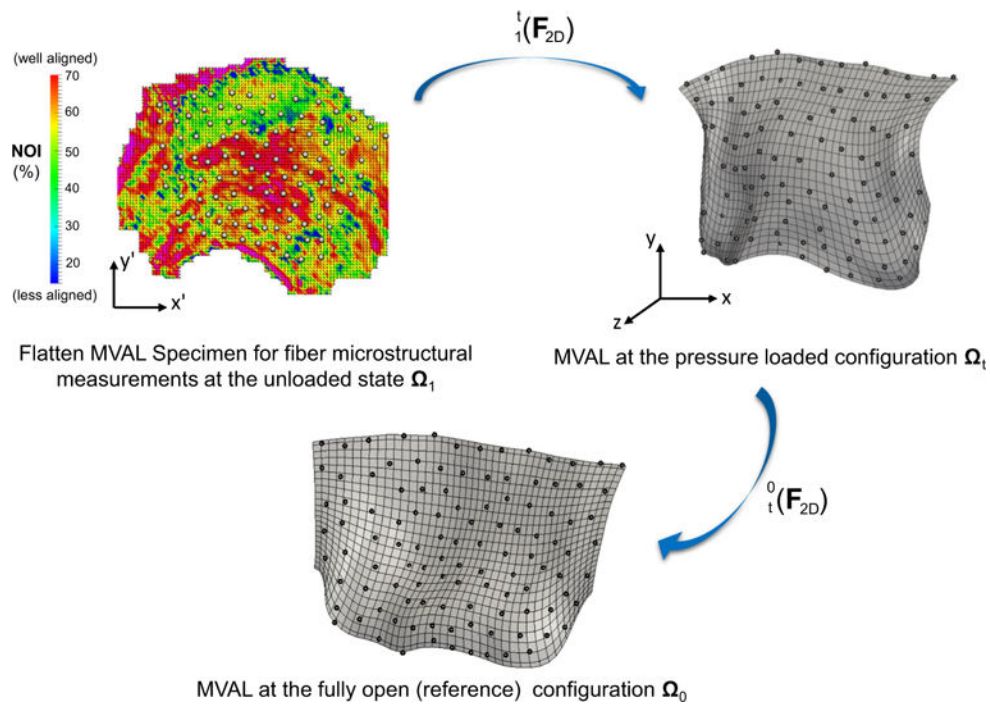 (well aligned)
70
60
NOI
(%)
50
40
30
20
(less aligned)
y'
x'
t
1(F2D)
y
x
z
Flatten MVAL Specimen for fiber microstructural
measurements at the unloaded state Ω1
MVAL at the pressure loaded configuration Ωt
0
t(F2D)
MVAL at the fully open (reference) configuration Ω0